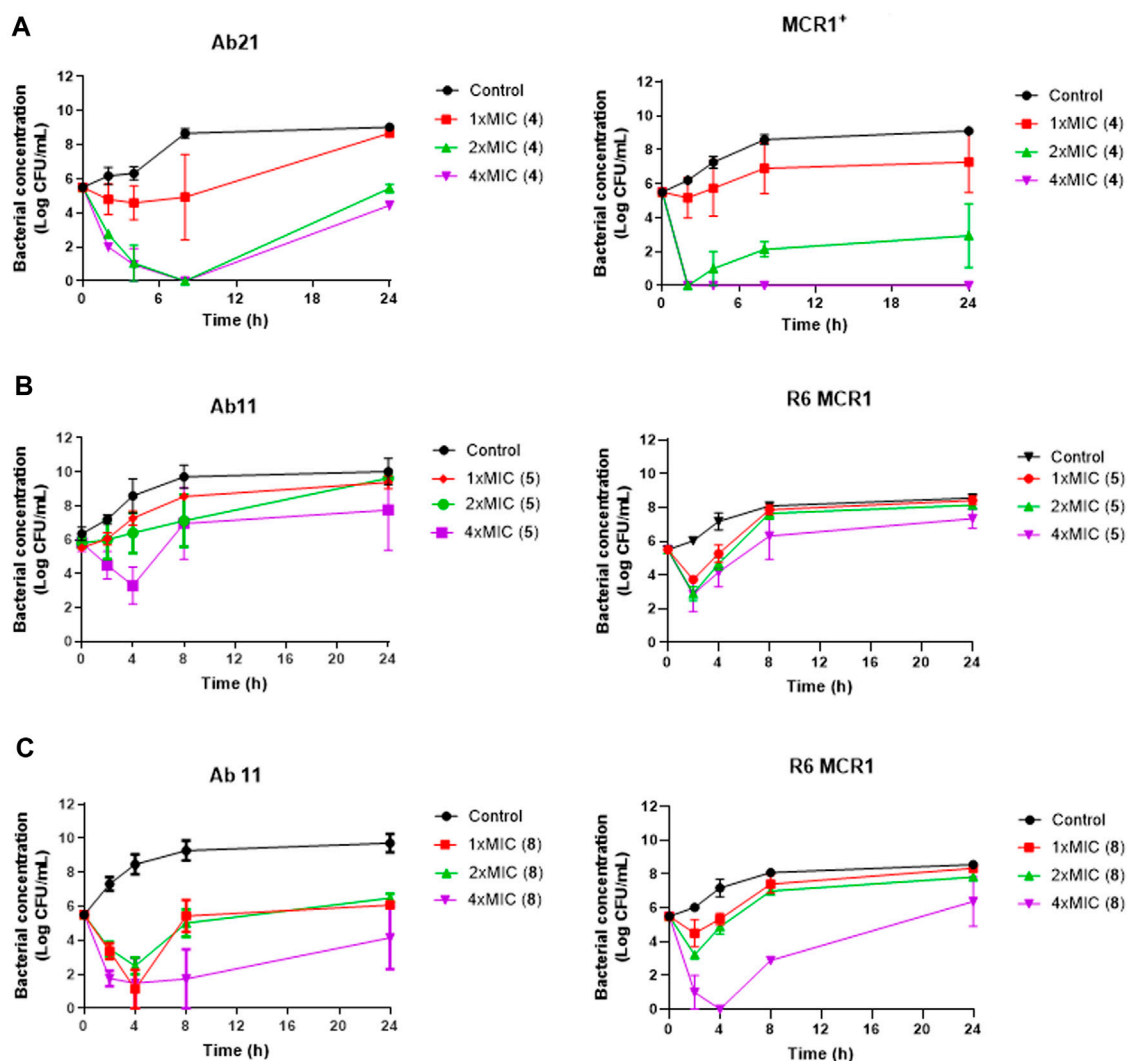 A
Ab21
Bacterial concentration
(Log CFU/mL)
12
10
8
6
4
2
0
0 6 12 18 24
Time (h)
Control
1xMIC (4)
2xMIC (4)
4xMIC (4)
MCR1+
Bacterial concentration
(Log CFU/mL)
12
10
8
6
4
2
0
0 6 12 18 24
Time (h)
Control
1xMIC (4)
2xMIC (4)
4xMIC (4)
B
Ab11
Bacterial concentration
(Log CFU/mL)
12
10
8
6
4
2
0
0 4 8 12 16 20 24
Time (h)
Control
1xMIC (5)
2xMIC (5)
4xMIC (5)
R6 MCR1
Bacterial concentration
(Log CFU/mL)
12
10
8
6
4
2
0
0 4 8 12 16 20 24
Time (h)
Control
1xMIC (5)
2xMIC (5)
4xMIC (5)
C
Ab 11
Bacterial concentration
(Log CFU/mL)
12
10
8
6
4
2
0
0 4 8 12 16 20 24
Time (h)
Control
1xMIC (8)
2xMIC (8)
4xMIC (8)
R6 MCR1
Bacterial concentration
(Log CFU/mL)
12
10
8
6
4
2
0
0 4 8 12 16 20 24
Time (h)
Control
1xMIC (8)
2xMIC (8)
4xMIC (8)